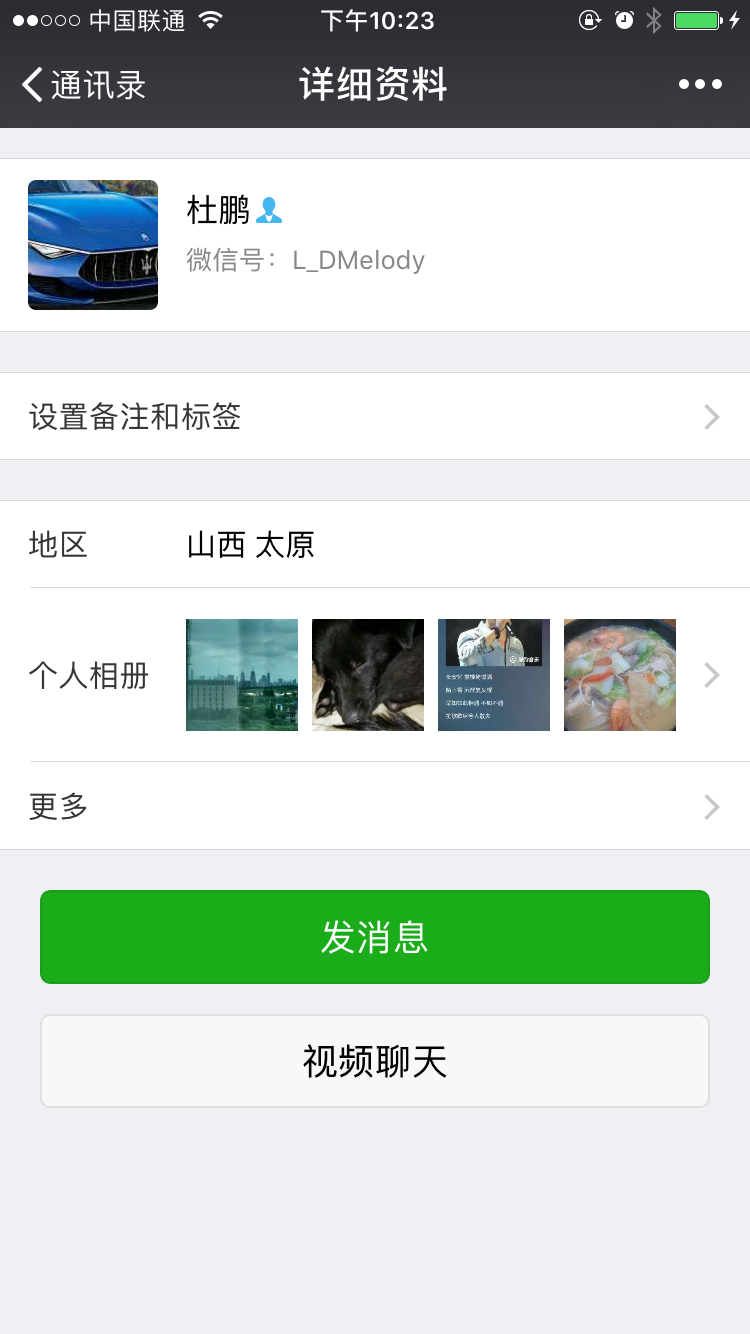 中国联通
下午10:23
通讯录
详细资料
杜鹏
微信号：L_DMelody
设置备注和标签
地区
山西 太原
个人相册
更多
发消息
视频聊天